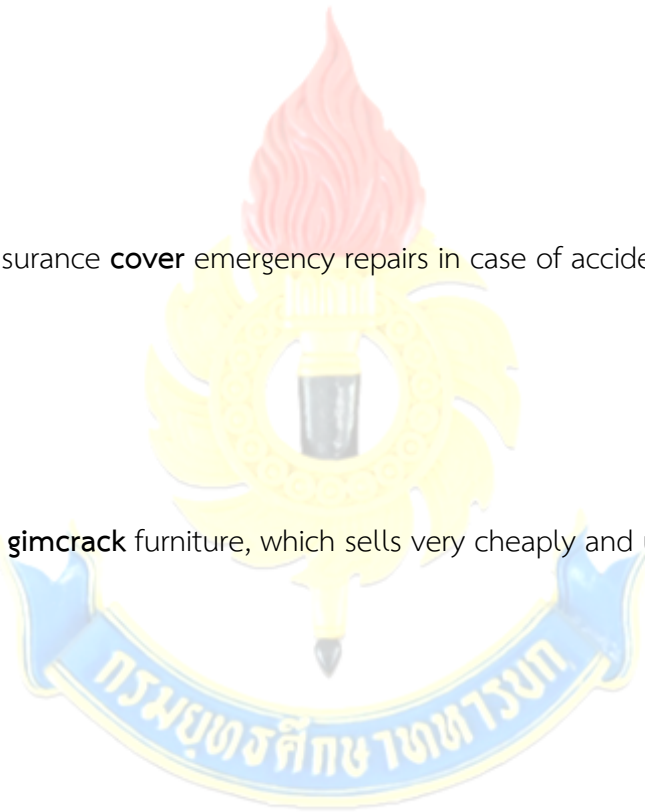 surance cover emergency repairs in case of accide
gimcrack furniture, which sells very cheaply and
กรมยุทธศึกษาทหารบก